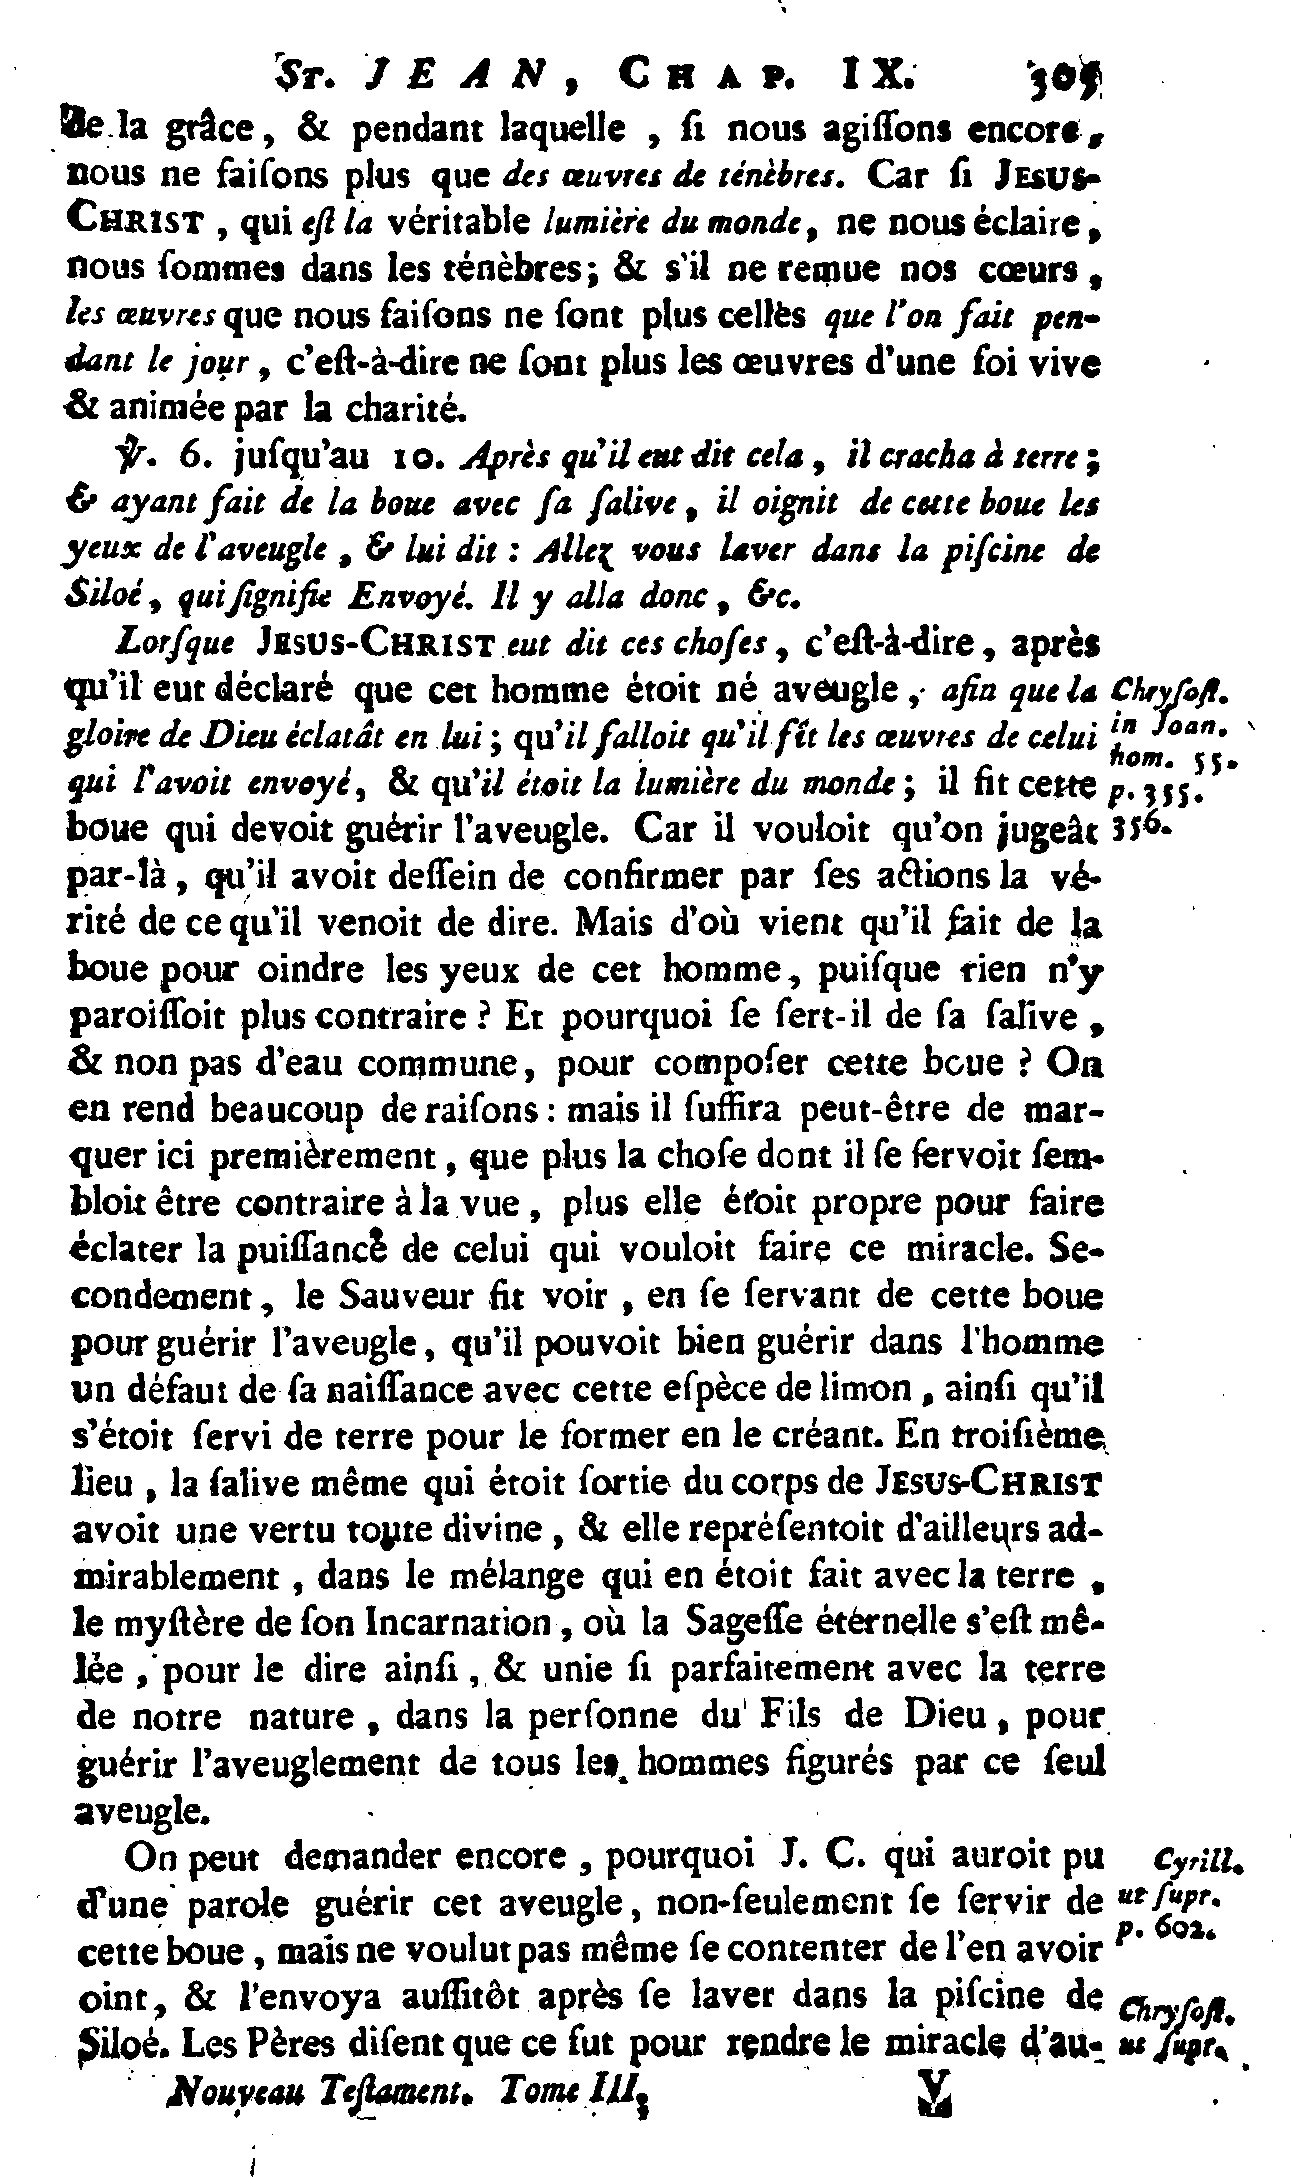 ST. JEAN, CHAP. IX. 305
de la grâce, & pendant laquelle, ſi nous agiſſons encore,
nous ne faiſons plus que des œuvres de ténèbres. Car ſi JESUS-
CHRIST, qui eſt la véritable lumière du monde, ne nous éclaire,
nous ſommes dans les ténèbres; & s'il ne remue nos cœurs,
les œuvres que nous faiſons ne ſont plus celles que l'on fait pen-
dant le jour, c'eſt-à-dire ne ſont plus les œuvres d'une foi vive
& animée par la charité.
℣. 6. juſqu'au 10. Après qu'il eut dit cela, il cracha à terre;
& ayant fait de la boue avec ſa ſalive, il oignit de cette boue les
yeux de l'aveugle, & lui dit : Allez vous laver dans la piſcine de
Siloé, qui ſignifie Envoyé. Il y alla donc, &c.
Lorſque JESUS-CHRIST eut dit ces choſes, c'eſt-à-dire, après
qu'il eut déclaré que cet homme étoit né aveugle, afin que la
gloire de Dieu éclatât en lui; qu'il falloit qu'il fît les œuvres de celui
qui l'avoit envoyé, & qu'il étoit la lumière du monde; il fit cette
boue qui devoit guérir l'aveugle. Car il vouloit qu'on jugeât
par-là, qu'il avoit deſſein de confirmer par ſes actions la vé-
rité de ce qu'il venoit de dire. Mais d'où vient qu'il fait de la
boue pour oindre les yeux de cet homme, puiſque rien n'y
paroiſſoit plus contraire ? Et pourquoi ſe ſert-il de ſa ſalive,
& non pas d'eau commune, pour compoſer cette boue ? On
en rend beaucoup de raiſons : mais il ſuffira peut-être de mar-
quer ici premièrement, que plus la choſe dont il ſe ſervoit ſem-
bloit être contraire à la vue, plus elle étoit propre pour faire
éclater la puiſſance de celui qui vouloit faire ce miracle. Se-
condement, le Sauveur fit voir, en ſe ſervant de cette boue
pour guérir l'aveugle, qu'il pouvoit bien guérir dans l'homme
un défaut de ſa naiſſance avec cette eſpèce de limon, ainſi qu'il
s'étoit ſervi de terre pour le former en le créant. En troiſième
lieu, la ſalive même qui étoit ſortie du corps de JESUS-CHRIST
avoit une vertu toute divine, & elle repréſentoit d'ailleurs ad-
mirablement, dans le mélange qui en étoit fait avec la terre,
le myſtère de ſon Incarnation, où la Sageſſe éternelle s'eſt mê-
lée, pour le dire ainſi, & unie ſi parfaitement avec la terre
de notre nature, dans la perſonne du Fils de Dieu, pour
guérir l'aveuglement de tous les hommes figurés par ce ſeul
aveugle.
On peut demander encore, pourquoi J. C. qui auroit pu
d'une parole guérir cet aveugle, non-ſeulement ſe ſervir de
cette boue, mais ne voulut pas même ſe contenter de l'en avoir
oint, & l'envoya auſſitôt après ſe laver dans la piſcine de
Siloé. Les Pères diſent que ce fut pour rendre le miracle d'au-
Nouveau Teſtament. Tome III. V
Chryſoſt.
in Joan.
hom. 55.
p. 355.
356.
Cyrill.
ut ſupr.
p. 602.
Chryſoſt.
ut ſupr.